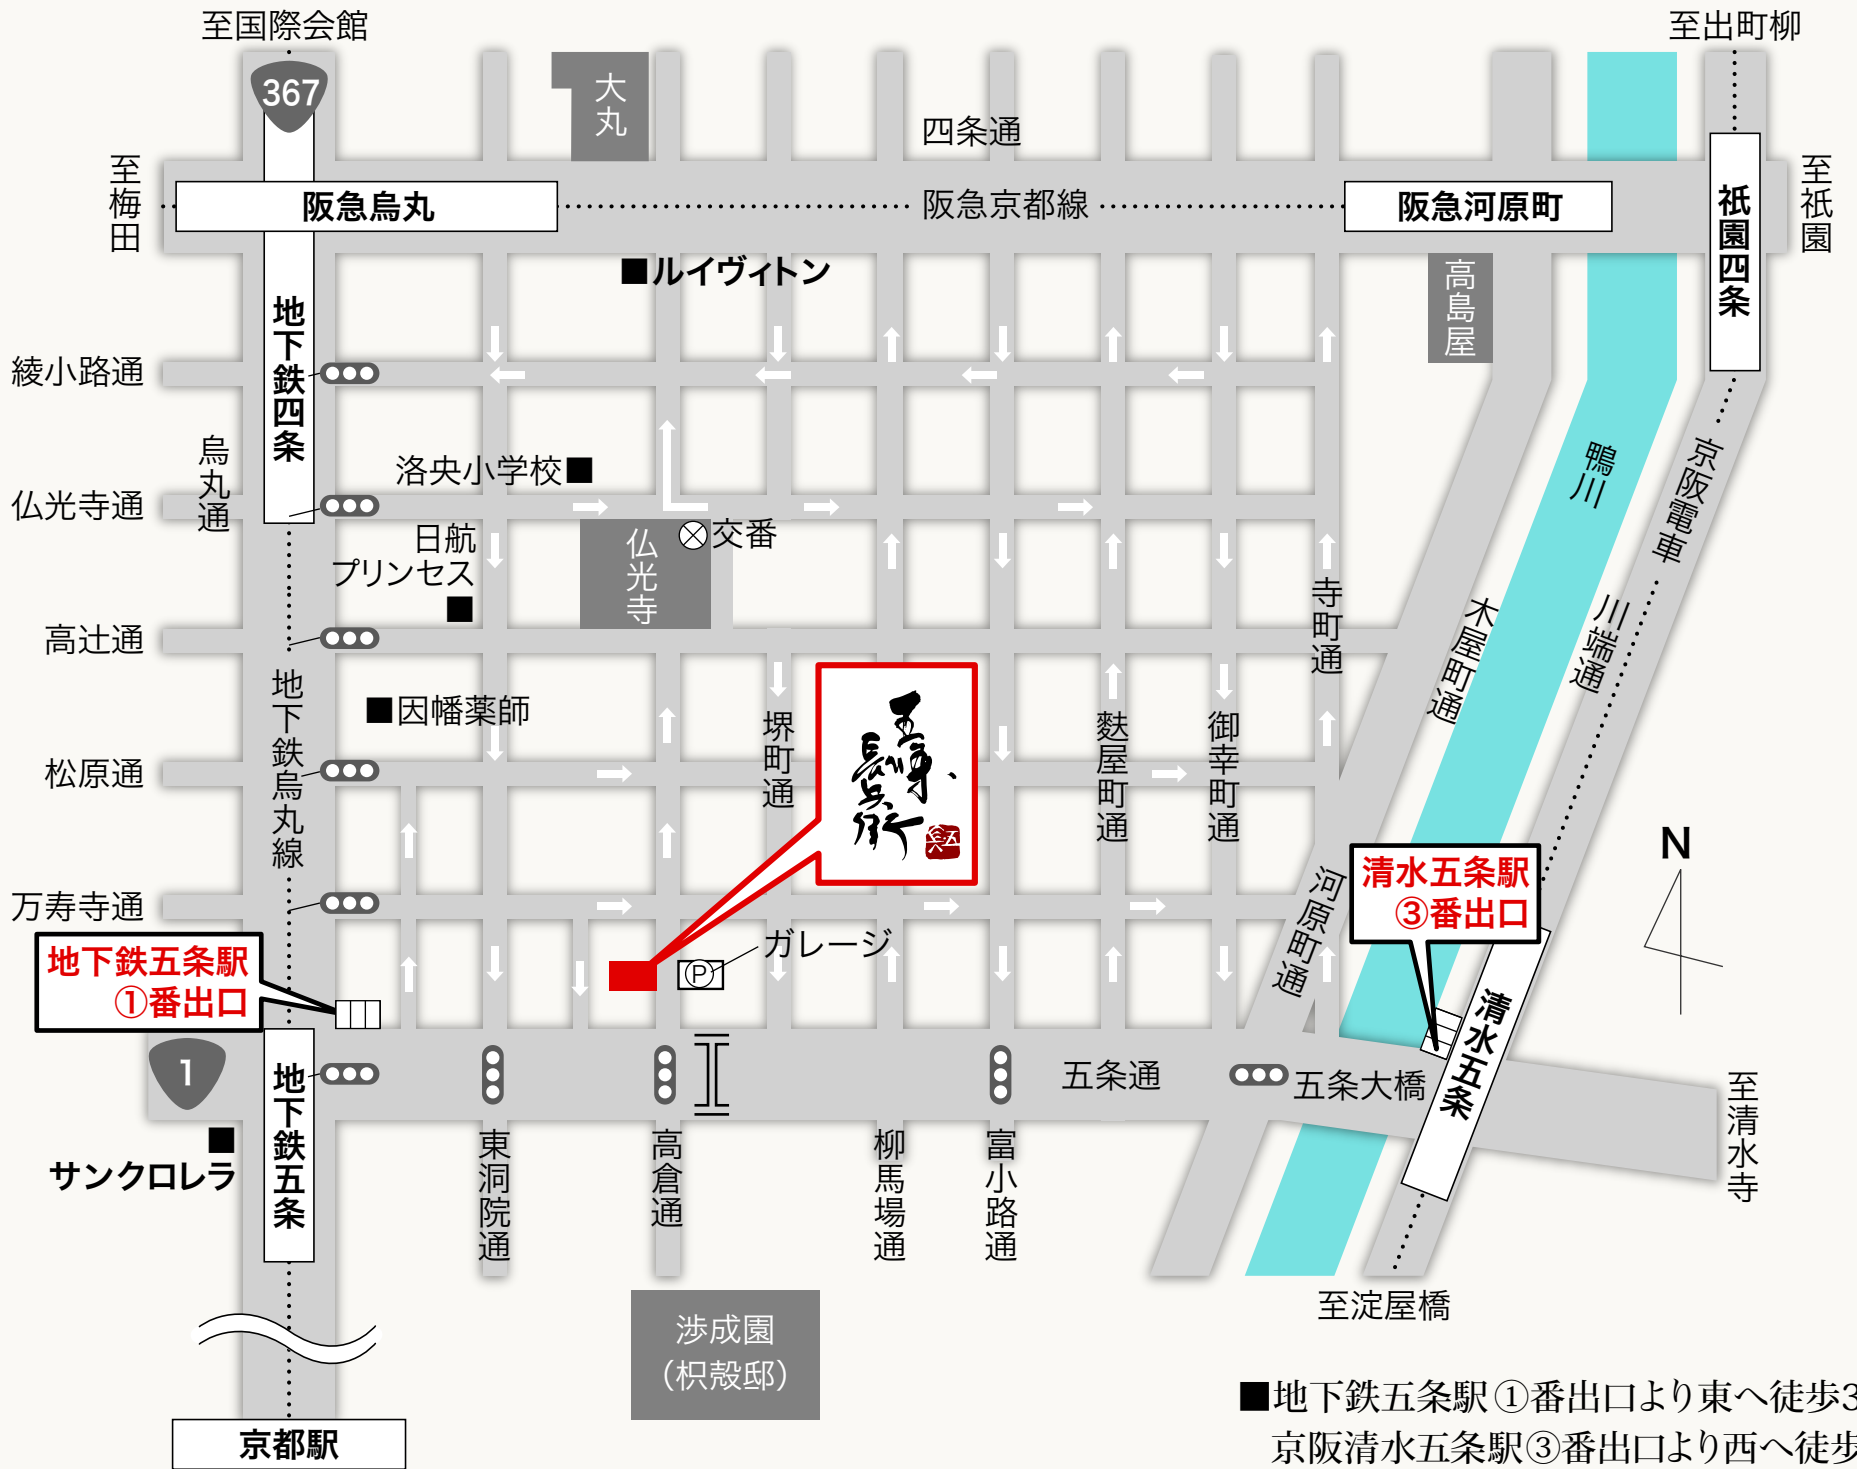 至国際会館
至出町柳
367
大丸
四条通
至梅田
阪急烏丸
阪急京都線
阪急河原町
祇園四条
至祇園
■ルイヴィトン
高島屋
地下鉄四条
綾小路通
烏丸通
洛央小学校■
鴨川
京阪電車
仏光寺通
日航
プリンセス
■
仏光寺
交番
寺町通
木屋町通
川端通
高辻通
地下鉄烏丸線
■因幡薬師
堺町通
五
長兵衛
麩屋町通
御幸町通
松原通
N
万寿寺通
河原町通
清水五条駅
③番出口
地下鉄五条駅
①番出口
ガレージ
P
清水五条
1
地下鉄五条
五条通
五条大橋
至清水寺
■
サンクロレラ
東洞院通
高倉通
柳馬場通
富小路通
至淀屋橋
渉成園
（枳殻邸）
京都駅
■地下鉄五条駅①番出口より東へ徒歩3
京阪清水五条駅③番出口より西へ徒歩